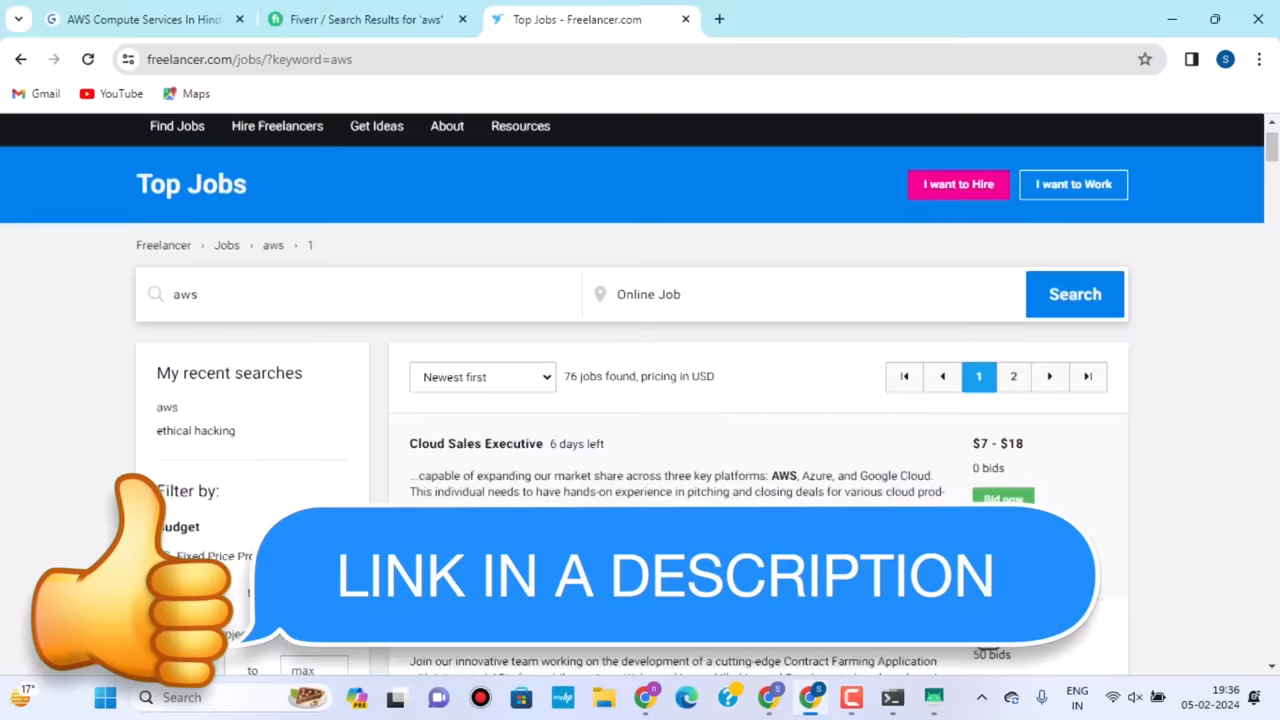 AWS Compute Services In Hind
Fiverr / Search Results for 'aws'
Top Jobs - Freelancer.com
freelancer.com/jobs/?keyword=aws
S
Gmail
YouTube
Maps
Find Jobs
Hire Freelancers
Get Ideas
About
Resources
Top Jobs
I want to Hire
I want to Work
Freelancer › Jobs › aws › 1
aws
Online Job
Search
My recent searches
aws
ethical hacking
Filter by:
Budget
Fixed Price Pro
to
max
Newest first
76 jobs found, pricing in USD
1
2
Cloud Sales Executive 6 days left
$7 - $18
0 bids
...capable of expanding our market share across three key platforms: AWS, Azure, and Google Cloud.
This individual needs to have hands-on experience in pitching and closing deals for various cloud prod-
Bid now
LINK IN A DESCRIPTION
50 bids
Join our innovative team working on the development of a cutting-edge Contract Farming Application
17°
Search
ENG
IN
19:36
05-02-2024